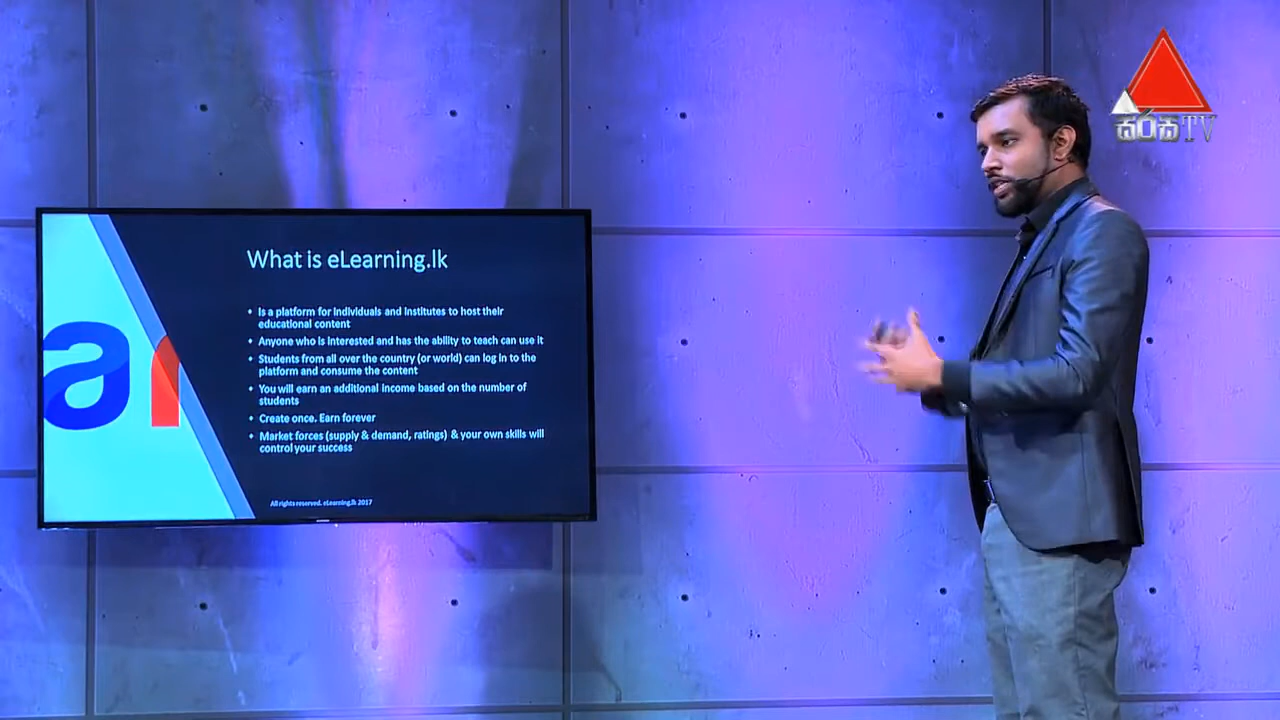 සිරස TV
What is eLearning.lk
• Is a platform for individuals and institutes to host their
educational content
• Anyone who is interested and has the ability to teach can use it
• Students from all over the country (or world) can log in to the
platform and consume the content
• You will earn an additional income based on the number of
students
• Create once. Earn forever
• Market forces (supply & demand, ratings) & your own skills will
control your success
All rights reserved. eLearning.lk 2017
ar